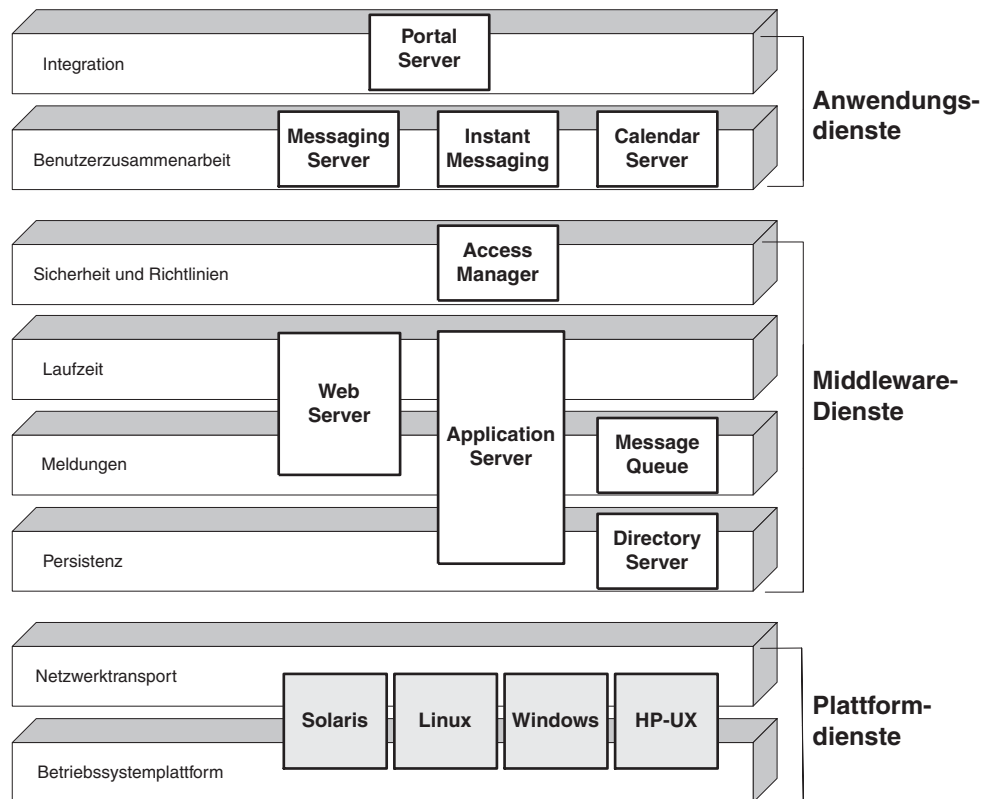 Integration
Portal
Server
Benutzerzusammenarbeit
Messaging
Server
Instant
Messaging
Calendar
Server
Anwendungs-
dienste
Sicherheit und Richtlinien
Access
Manager
Laufzeit
Web
Server
Application
Server
Meldungen
Message
Queue
Persistenz
Directory
Server
Middleware-
Dienste
Netzwerktransport
Solaris
Linux
Windows
HP-UX
Betriebssystemplattform
Plattform-
dienste